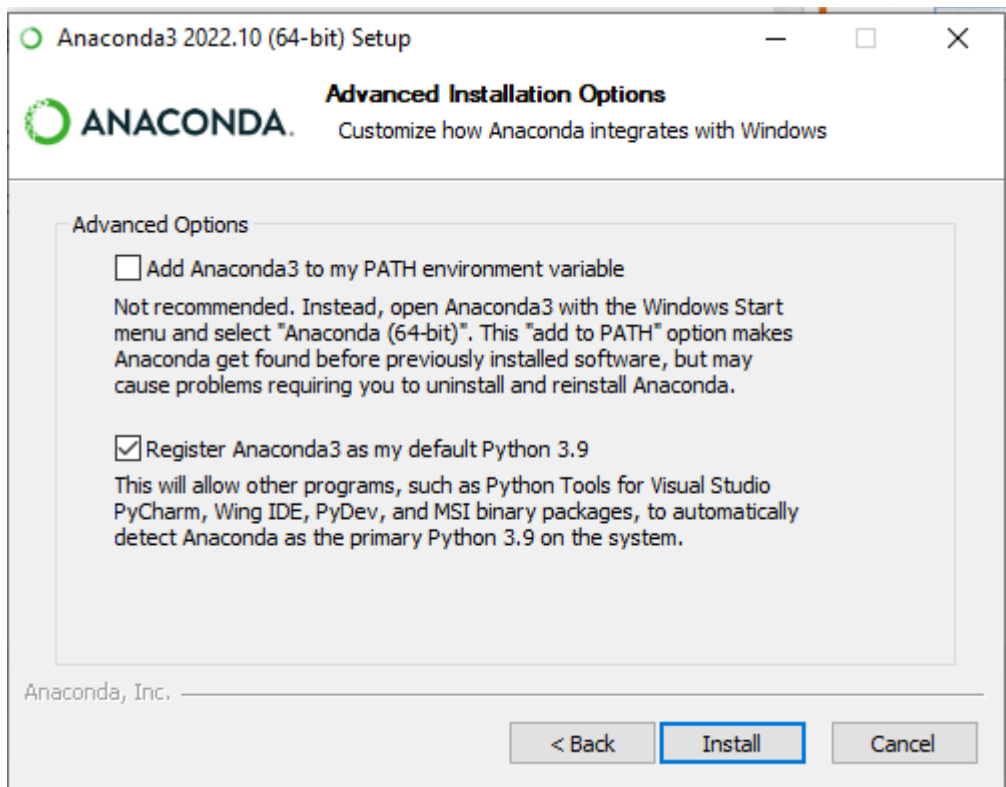 Anaconda3 2022.10 (64-bit) Setup
ANACONDA.
Advanced Installation Options
Customize how Anaconda integrates with Windows
Advanced Options
Add Anaconda3 to my PATH environment variable
Not recommended. Instead, open Anaconda3 with the Windows Start
menu and select "Anaconda (64-bit)". This "add to PATH" option makes
Anaconda get found before previously installed software, but may
cause problems requiring you to uninstall and reinstall Anaconda.
Register Anaconda3 as my default Python 3.9
This will allow other programs, such as Python Tools for Visual Studio
PyCharm, Wing IDE, PyDev, and MSI binary packages, to automatically
detect Anaconda as the primary Python 3.9 on the system.
Anaconda, Inc.
< Back
Install
Cancel